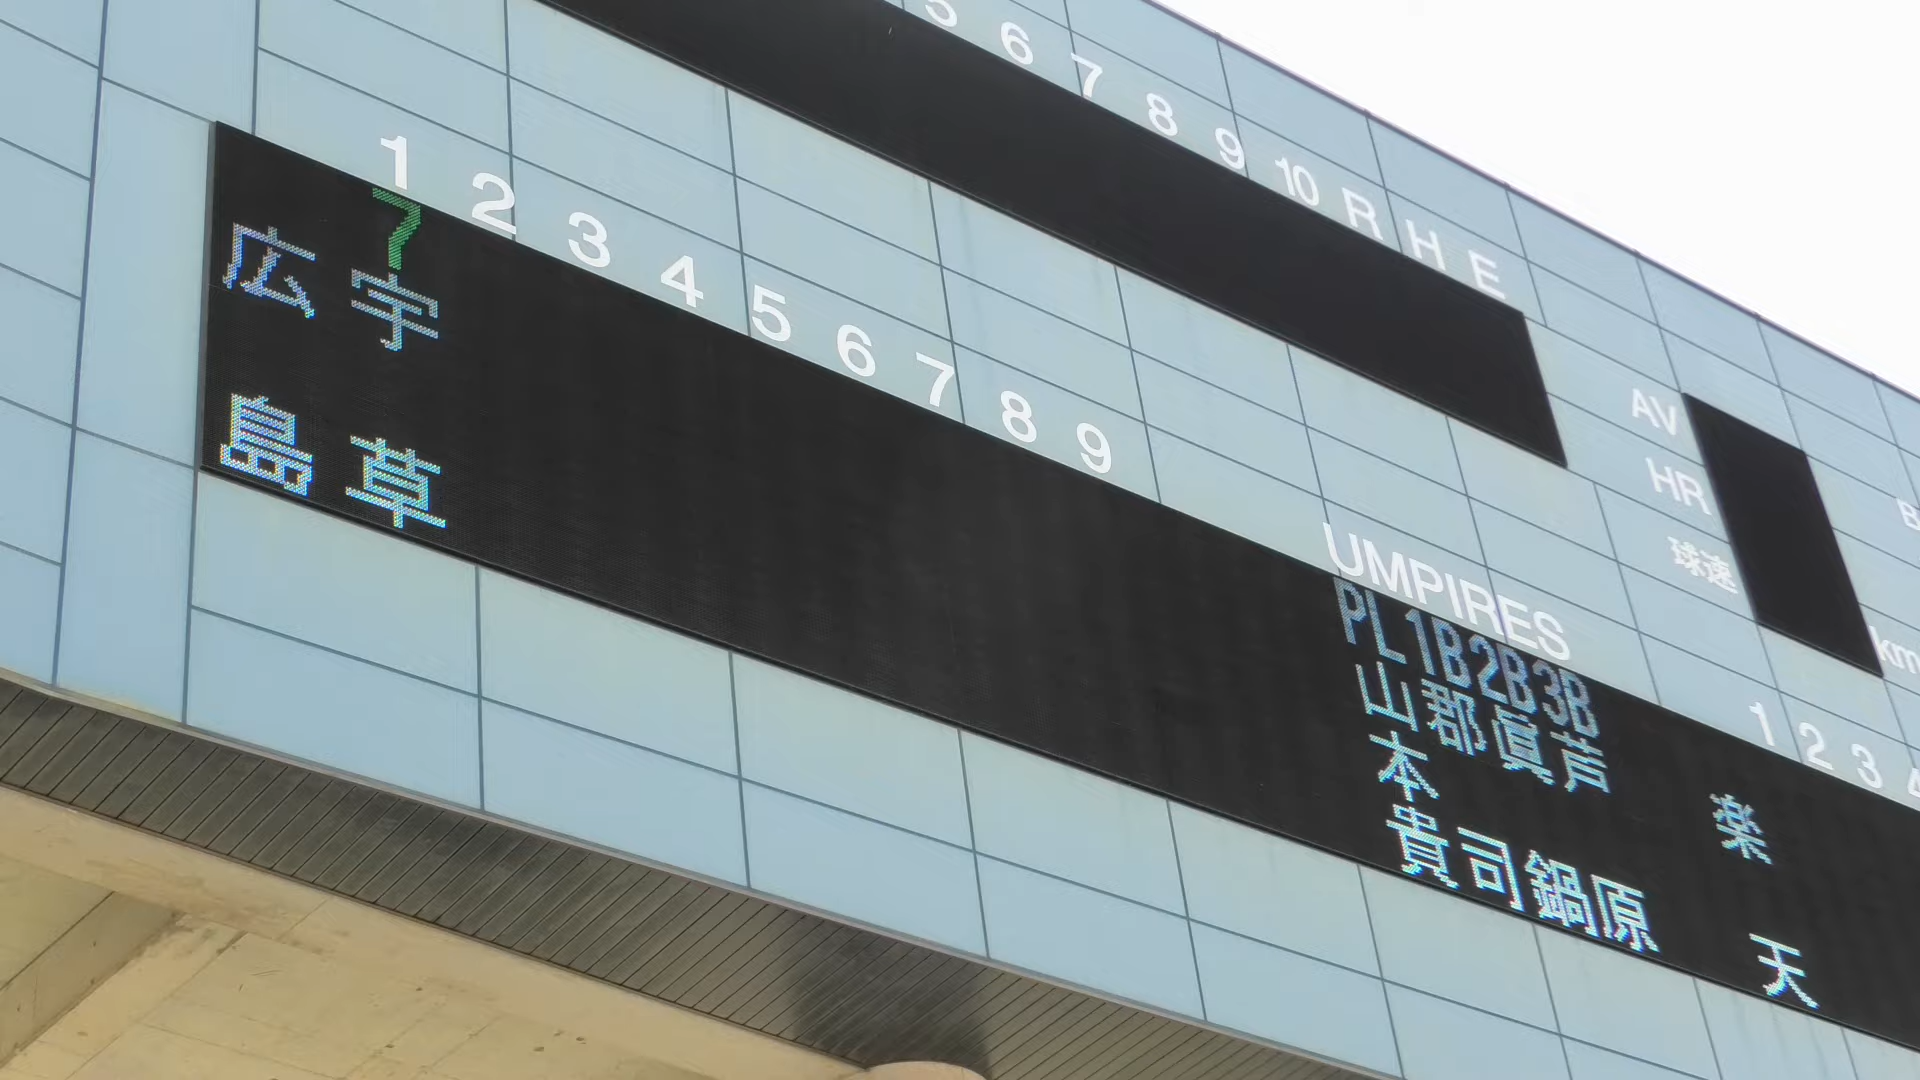 5 6 7 8 9 10 R H E
AV
HR
球速
km
1 2 3 4 5 6 7 8 9
広島
7
宇草
UMPIRES
PL 1B 2B 3B
山本貴
郡司
眞鍋
芦原
1 2 3
楽天